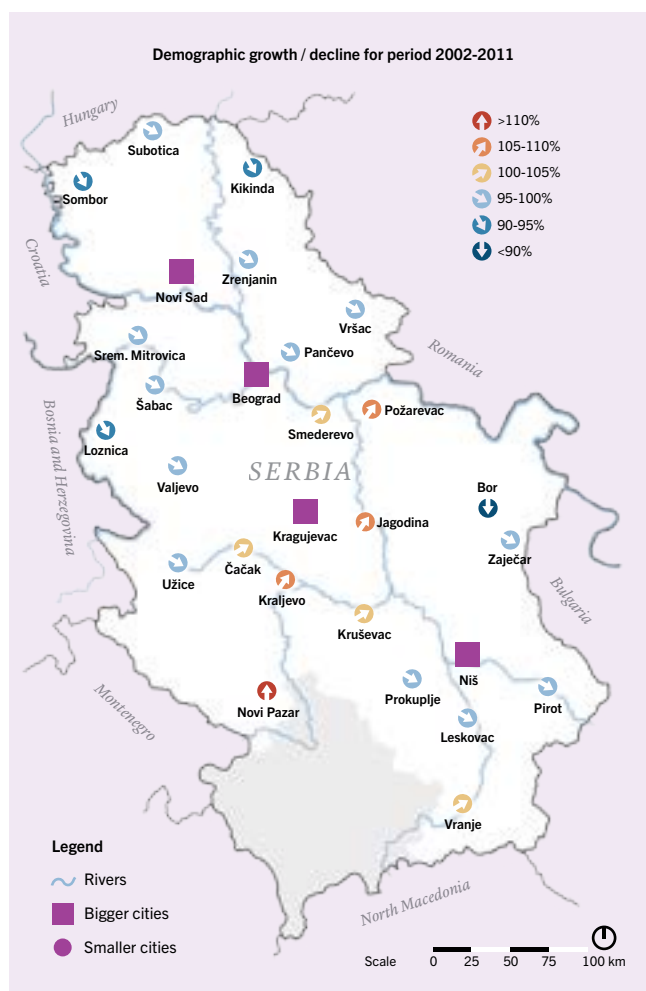 Demographic growth / decline for period 2002-2011
Hungary
>110%
105-110%
100-105%
95-100%
90-95%
<90%
Subotica
Sombor
Kikinda
Croatia
Zrenjanin
Novi Sad
Vršac
Romania
Srem. Mitrovica
Pančevo
Beograd
Šabac
Požarevac
Smederevo
Bosnia and Herzegovina
Loznica
SERBIA
Valjevo
Bor
Jagodina
Kragujevac
Zaječar
Čačak
Užice
Kraljevo
Bulgaria
Kruševac
Niš
Prokuplje
Pirot
Novi Pazar
Montenegro
Leskovac
Vranje
North Macedonia
Legend
Rivers
Bigger cities
Smaller cities
Scale 0 25 50 75 100 km